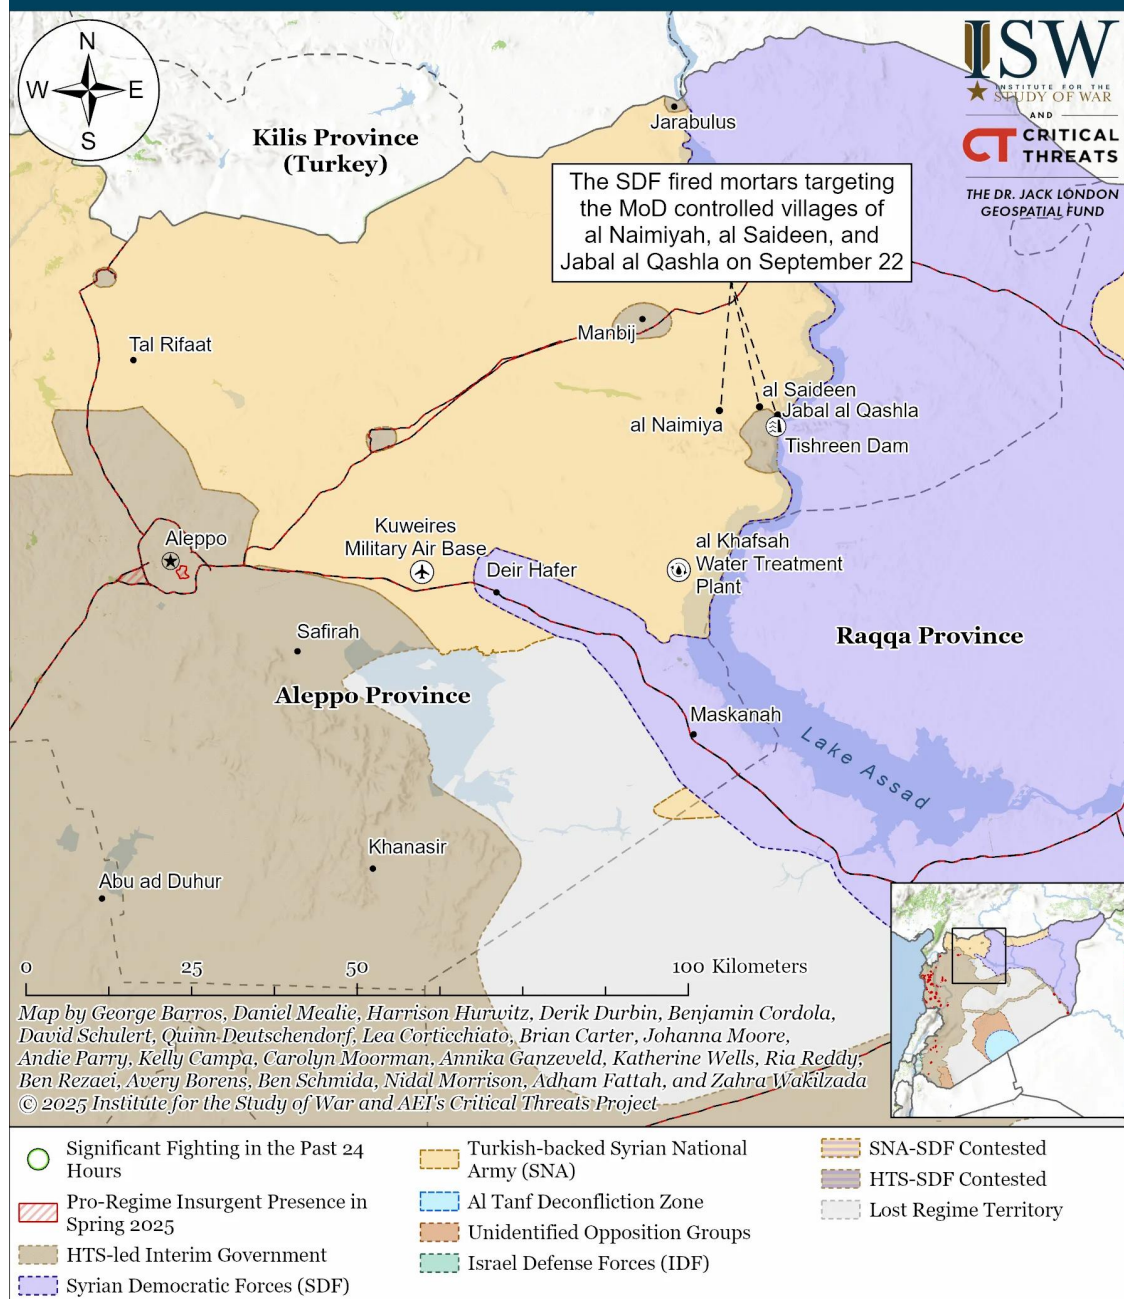 N
W
E
S
ISW
INSTITUTE FOR THE
STUDY OF WAR
AND
CT CRITICAL
THREATS
THE DR. JACK LONDON
GEOSPATIAL FUND
Kilis Province
(Turkey)
Jarabulus
The SDF fired mortars targeting
the MoD controlled villages of
al Naimiyah, al Saideen, and
Jabal al Qashla on September 22
Manbij
Tal Rifaat
al Saideen
Jabal al Qashla
al Naimiya
Tishreen Dam
Aleppo
Kuweires
Military Air Base
al Khafsah
Water Treatment
Plant
Deir Hafer
Safirah
Raqqa Province
Aleppo Province
Maskanah
Lake Assad
Khanasir
Abu ad Duhur
0
25
50
100 Kilometers
Map by George Barros, Daniel Mealie, Harrison Hurwitz, Derik Durbin, Benjamin Cordola,
David Schulert, Quinn Deutschendorf, Lea Corticchiato, Brian Carter, Johanna Moore,
Andie Parry, Kelly Campa, Carolyn Moorman, Annika Ganzeveld, Katherine Wells, Ria Reddy,
Ben Rezaei, Avery Borens, Ben Schmida, Nidal Morrison, Adham Fattah, and Zahra Wakilzada
© 2025 Institute for the Study of War and AEI's Critical Threats Project
Significant Fighting in the Past 24
Hours
Pro-Regime Insurgent Presence in
Spring 2025
HTS-led Interim Government
Syrian Democratic Forces (SDF)
Turkish-backed Syrian National
Army (SNA)
Al Tanf Deconfliction Zone
Unidentified Opposition Groups
Israel Defense Forces (IDF)
SNA-SDF Contested
HTS-SDF Contested
Lost Regime Territory